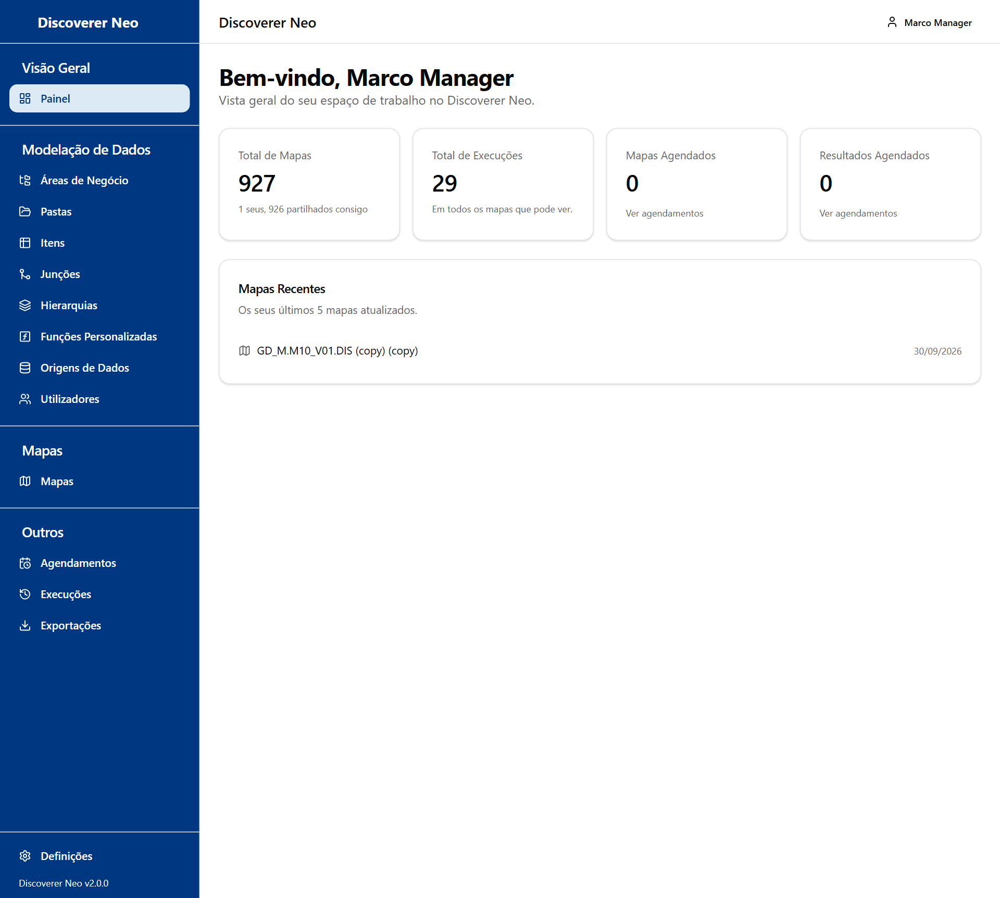 Discoverer Neo
Visão Geral
Painel
Modelação de Dados
Áreas de Negócio
Pastas
Itens
Junções
Hierarquias
Funções Personalizadas
Origens de Dados
Utilizadores
Mapas
Mapas
Outros
Agendamentos
Execuções
Exportações
Definições
Discoverer Neo v2.0.0
Discoverer Neo
Marco Manager
Bem-vindo, Marco Manager
Vista geral do seu espaço de trabalho no Discoverer Neo.
Total de Mapas
927
1 seus, 926 partilhados consigo
Total de Execuções
29
Em todos os mapas que pode ver.
Mapas Agendados
0
Ver agendamentos
Resultados Agendados
0
Ver agendamentos
Mapas Recentes
Os seus últimos 5 mapas atualizados.
GD_M.M10_V01.DIS (copy) (copy)
30/09/2026